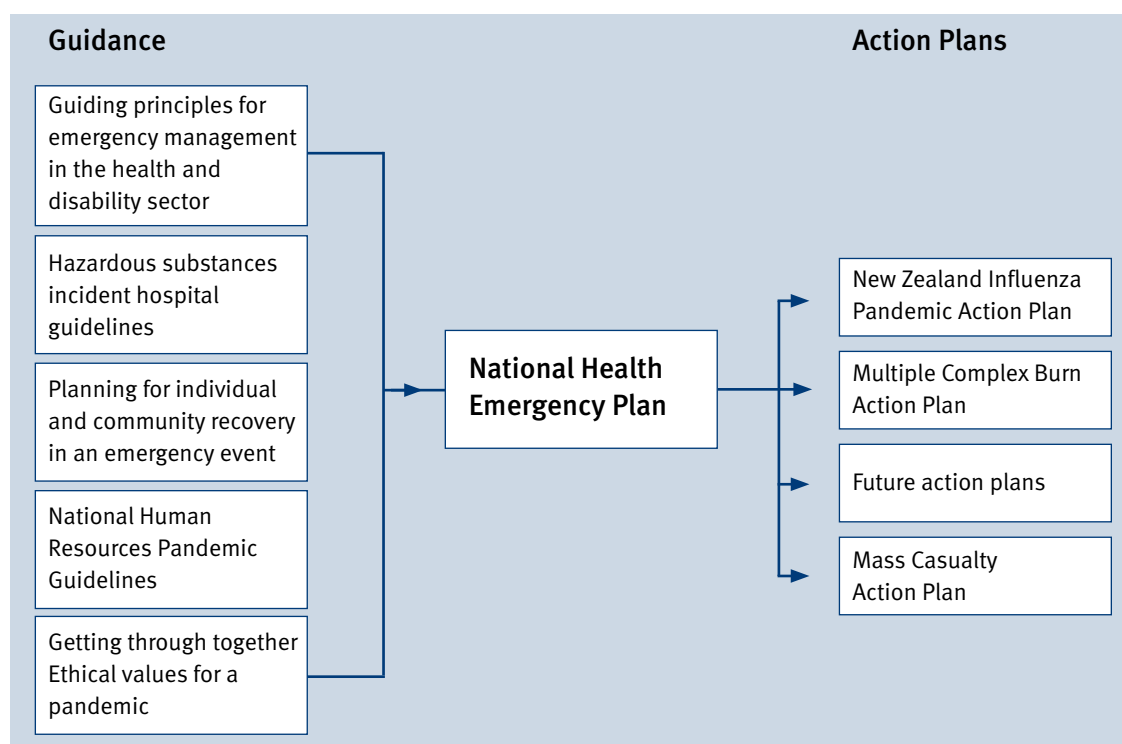 Guidance
Guiding principles for
emergency management
in the health and
disability sector
Hazardous substances
incident hospital
guidelines
Planning for individual
and community recovery
in an emergency event
National Human
Resources Pandemic
Guidelines
Getting through together
Ethical values for a
pandemic
National Health
Emergency Plan
Action Plans
New Zealand Influenza
Pandemic Action Plan
Multiple Complex Burn
Action Plan
Future action plans
Mass Casualty
Action Plan